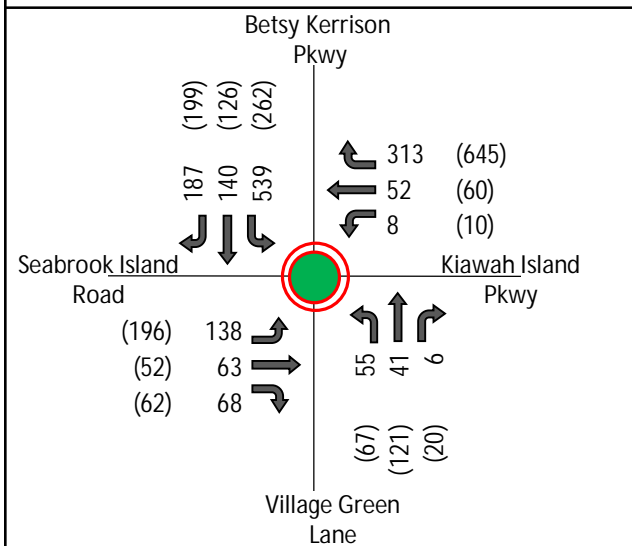 Betsy Kerrison
Pkwy
(199) (126) (262)
187 140 539
313 (645)
52 (60)
8 (10)
Seabrook Island
Road
Kiawah Island
Pkwy
(196) 138
(52) 63
(62) 68
55 41 6
(67) (121) (20)
Village Green
Lane